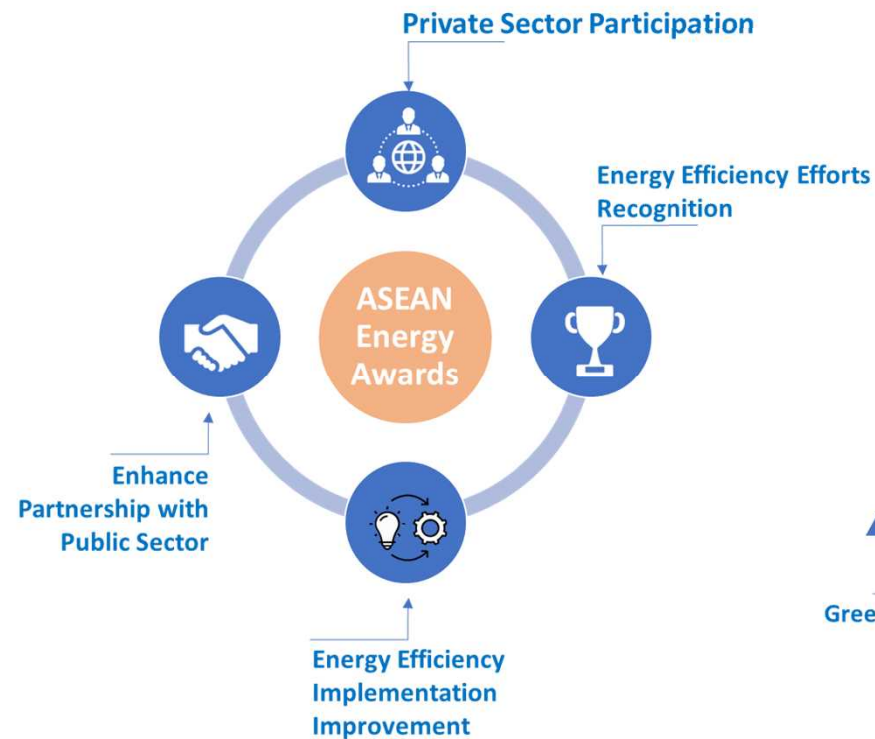 Private Sector Participation
Energy Efficiency Efforts
Recognition
ASEAN
Energy
Awards
Enhance
Partnership with
Public Sector
Energy Efficiency
Implementation
Improvement